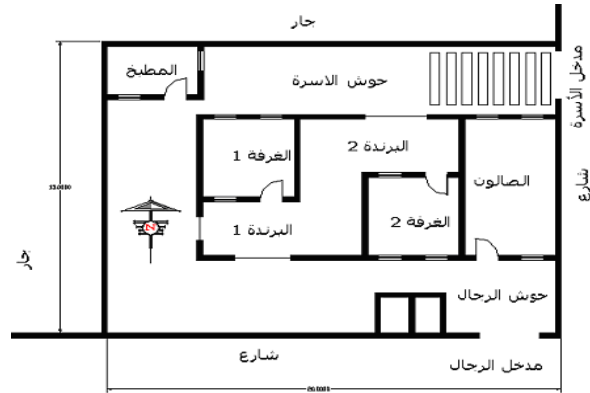 جار
مدخل الأسرة
المطبخ
حوش الاسرة
الغرفة 1
البرندة 2
الصالون
شارع
الغرفة 2
البرندة 1
N
جار
حوش الرجال
شارع
مدخل الرجال